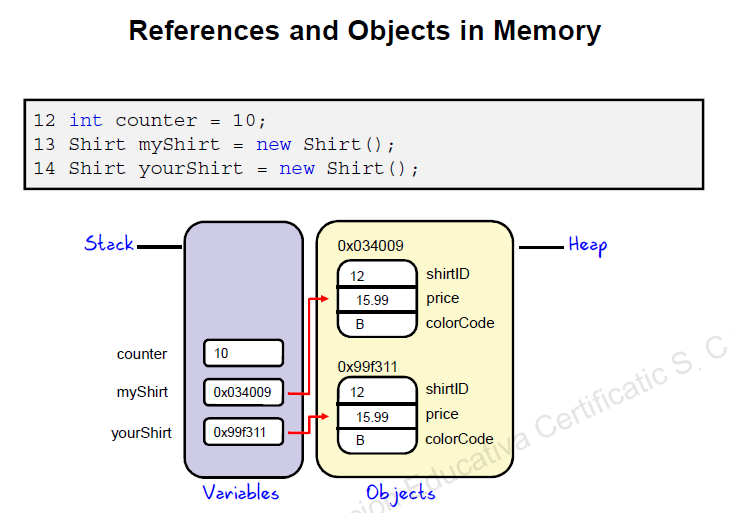 References and Objects in Memory
12 int counter = 10;
13 Shirt myShirt = new Shirt();
14 Shirt yourShirt = new Shirt();
Stack
Heap
0x034009
12 shirtID
15.99 price
B colorCode
counter 10
myShirt 0x034009
yourShirt 0x99f311
0x99f311
12 shirtID
15.99 price
B colorCode
Variables
Objects
Educativa Certificatic S. C